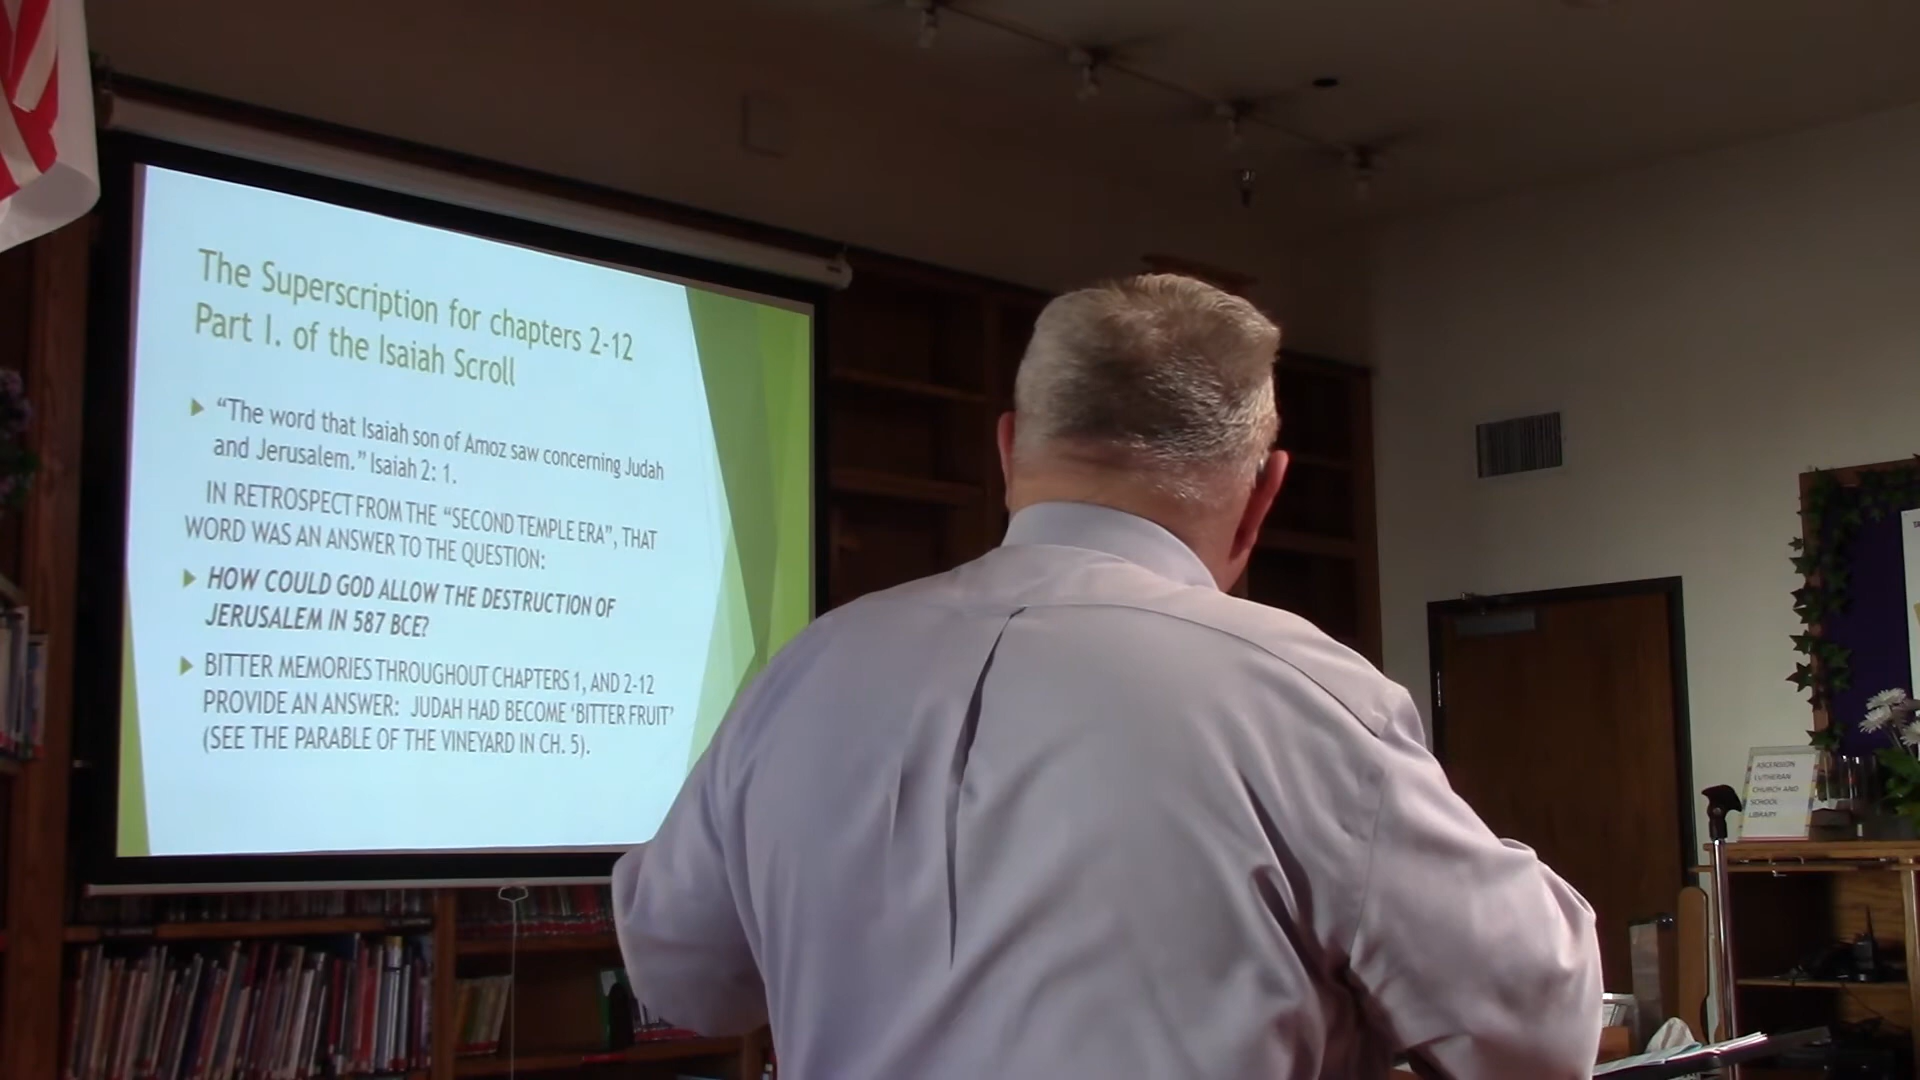 The Superscription for chapters 2-12
Part I. of the Isaiah Scroll
“The word that Isaiah son of Amoz saw concerning Judah
and Jerusalem.” Isaiah 2: 1.
IN RETROSPECT FROM THE “SECOND TEMPLE ERA”, THAT
WORD WAS AN ANSWER TO THE QUESTION:
HOW COULD GOD ALLOW THE DESTRUCTION OF
JERUSALEM IN 587 BCE?
BITTER MEMORIES THROUGHOUT CHAPTERS 1, AND 2-12
PROVIDE AN ANSWER: JUDAH HAD BECOME ‘BITTER FRUIT’
(SEE THE PARABLE OF THE VINEYARD IN CH. 5).
ASCENSION
LUTHERAN
CHURCH AND
SCHOOL
LIBRARY